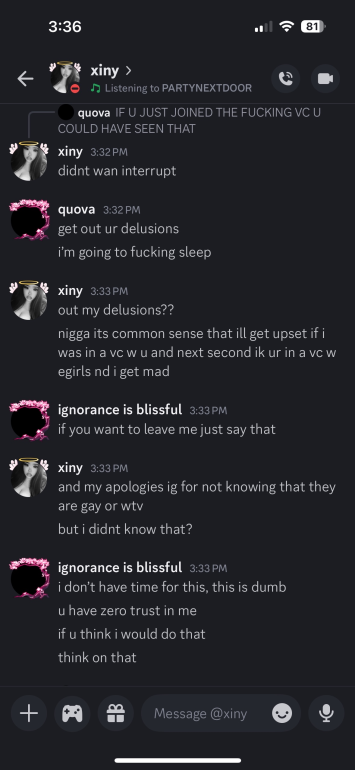 3:36
81
xiny >
Listening to PARTYNEXTDOOR
quova IF U JUST JOINED THE FUCKING VC U
COULD HAVE SEEN THAT
xiny 3:32 PM
didnt wan interrupt
quova 3:32 PM
get out ur delusions
i'm going to fucking sleep
xiny 3:33 PM
out my delusions??
nigga its common sense that ill get upset if i
was in a vc w u and next second ik ur in a vc w
egirls nd i get mad
ignorance is blissful 3:33 PM
if you want to leave me just say that
xiny 3:33 PM
and my apologies ig for not knowing that they
are gay or wtv
but i didnt know that?
ignorance is blissful 3:33 PM
i don't have time for this, this is dumb
u have zero trust in me
if u think i would do that
think on that
Message @xiny